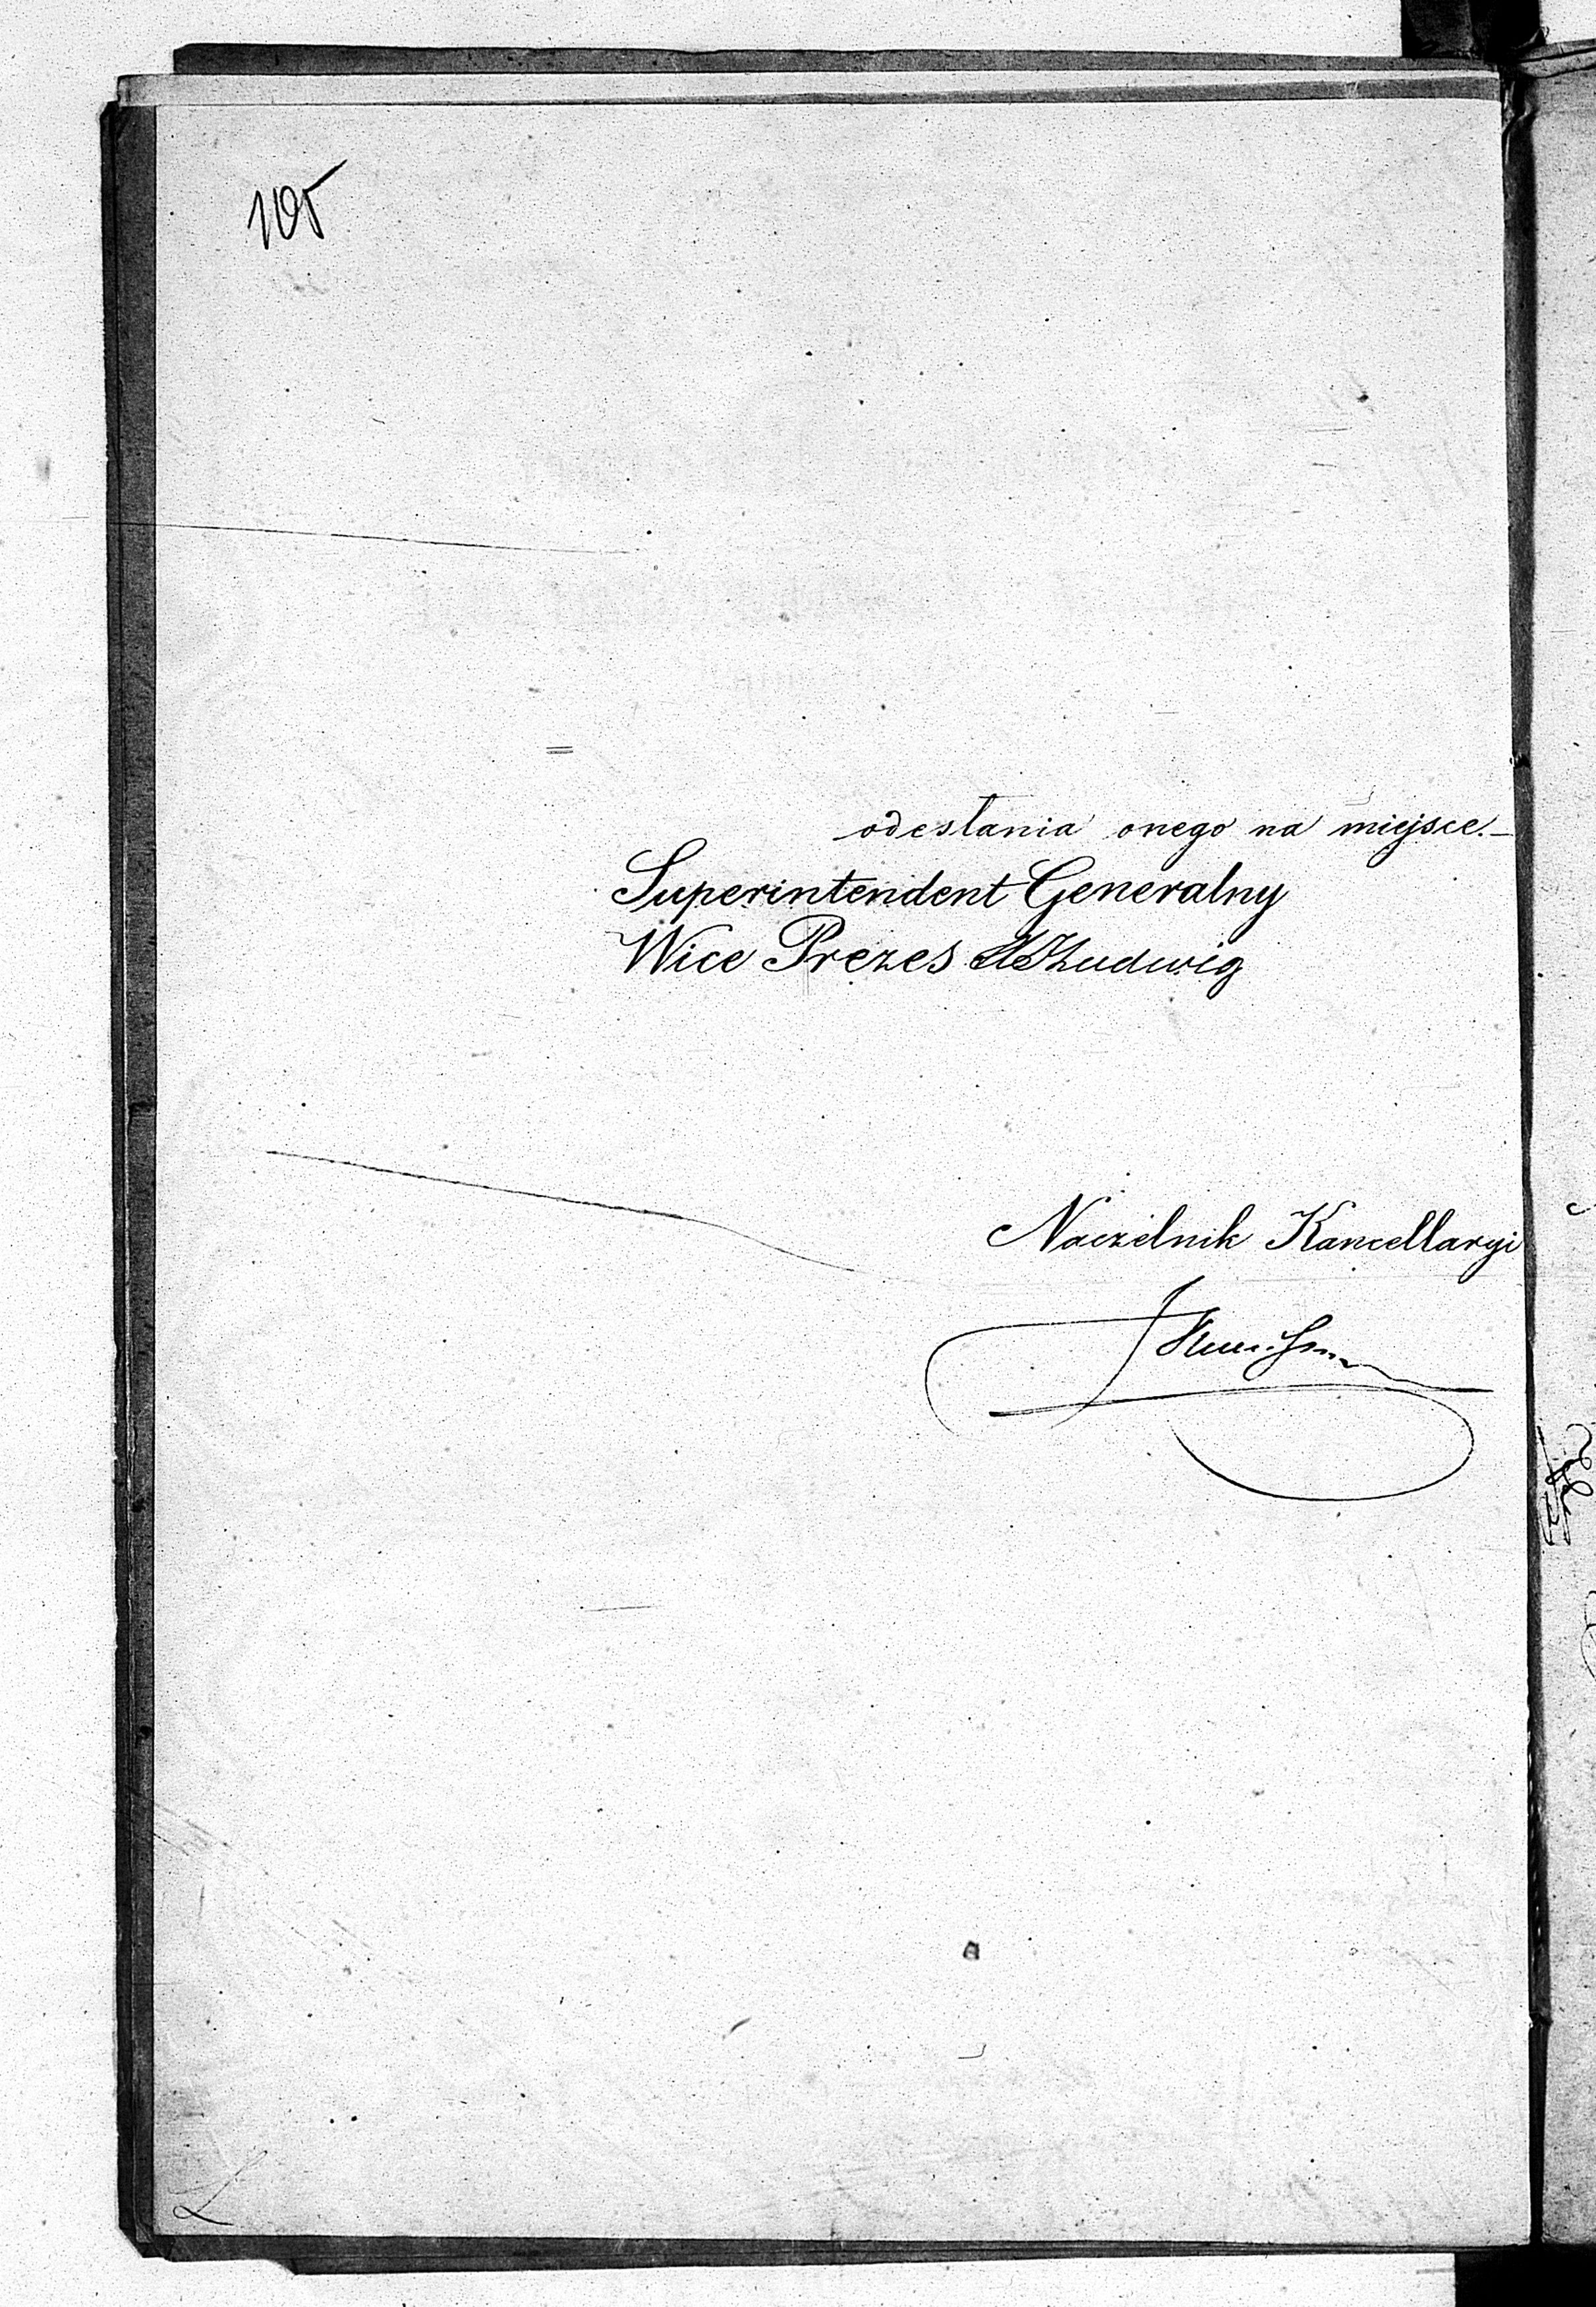 105
odesłania onego na miejsce.
Superintendent Generalny
Wice Prezes Ludwig
Naczelnik Kancellaryi